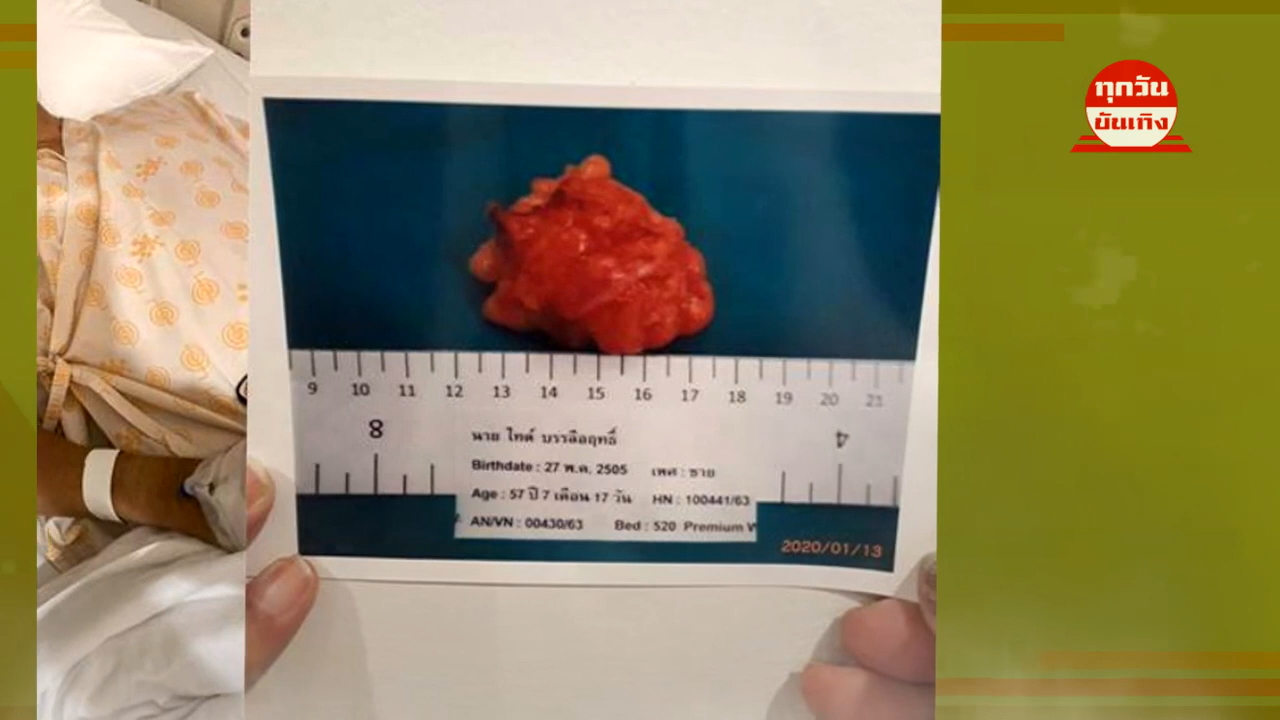 ทุกวัน
บันเทิง
9 10 11 12 13 14 15 16 17 18 19 20 21
8
4
นาย ไกด์ บรรลือฤทธิ์
Birthdate : 27 พ.ค. 2505 เพศ : ชาย
Age : 57 ปี 7 เดือน 17 วัน HN : 100441/63
AN/VN : 00430/63 Bed : 520 Premium W
2020/01/13